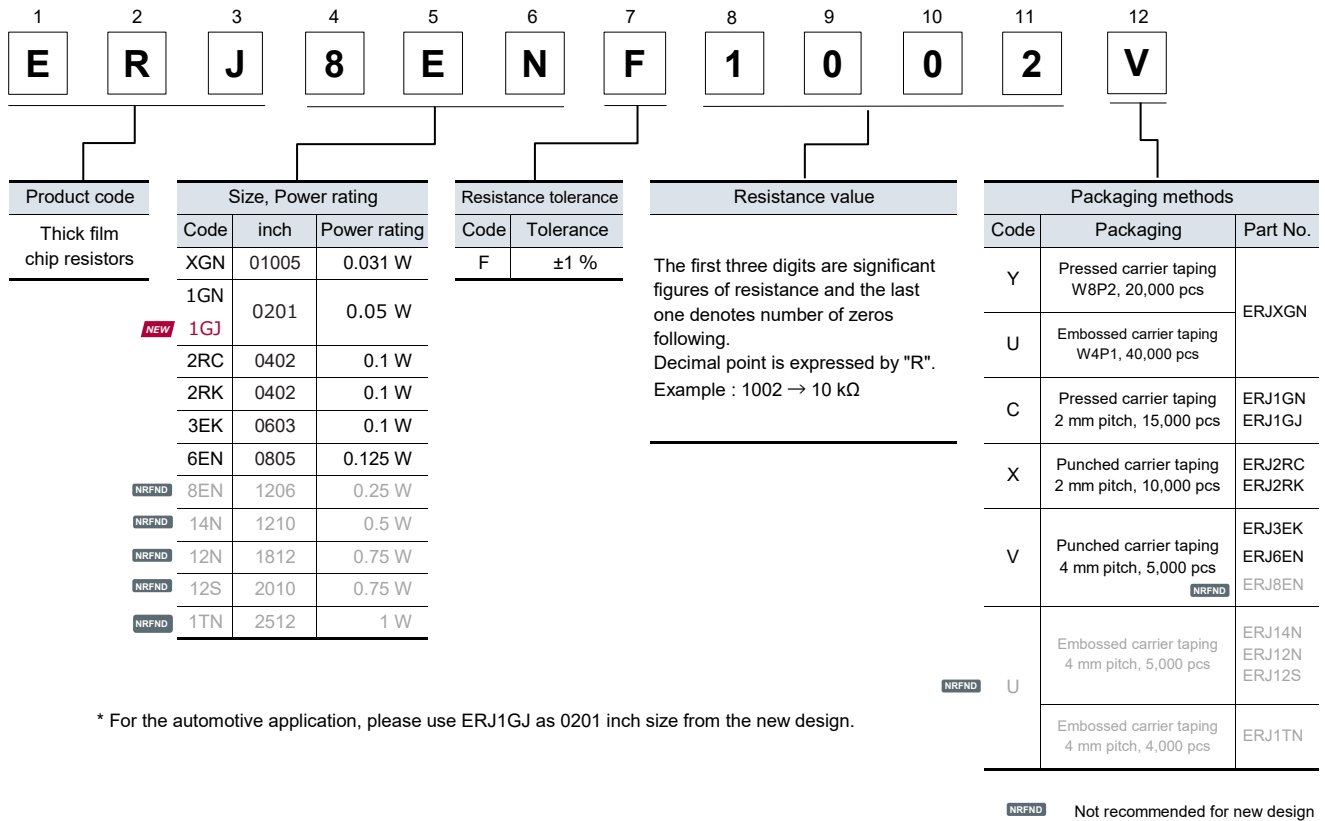 1 2 3 4 5 6 7 8 9 10 11 12
E R J 8 E N F 1 0 0 2 V
Product code
Thick film
chip resistors
Size, Power rating
Code inch Power rating
XGN 01005 0.031 W
1GN
0201 0.05 W
NEW 1GJ
2RC 0402 0.1 W
2RK 0402 0.1 W
3EK 0603 0.1 W
6EN 0805 0.125 W
NRFND 8EN 1206 0.25 W
NRFND 14N 1210 0.5 W
NRFND 12N 1812 0.75 W
NRFND 12S 2010 0.75 W
NRFND 1TN 2512 1 W
Resistance tolerance
Code Tolerance
F ±1 %
Resistance value
The first three digits are significant
figures of resistance and the last
one denotes number of zeros
following.
Decimal point is expressed by "R".
Example : 1002 → 10 kΩ
Packaging methods
Code Packaging Part No.
Y Pressed carrier taping
W8P2, 20,000 pcs
ERJXGN
U Embossed carrier taping
W4P1, 40,000 pcs
C Pressed carrier taping ERJ1GN
2 mm pitch, 15,000 pcs ERJ1GJ
X Punched carrier taping ERJ2RC
2 mm pitch, 10,000 pcs ERJ2RK
ERJ3EK
V Punched carrier taping ERJ6EN
4 mm pitch, 5,000 pcs
NRFND ERJ8EN
ERJ14N
Embossed carrier taping ERJ12N
4 mm pitch, 5,000 pcs ERJ12S
NRFND U
Embossed carrier taping ERJ1TN
4 mm pitch, 4,000 pcs
* For the automotive application, please use ERJ1GJ as 0201 inch size from the new design.
NRFND Not recommended for new design